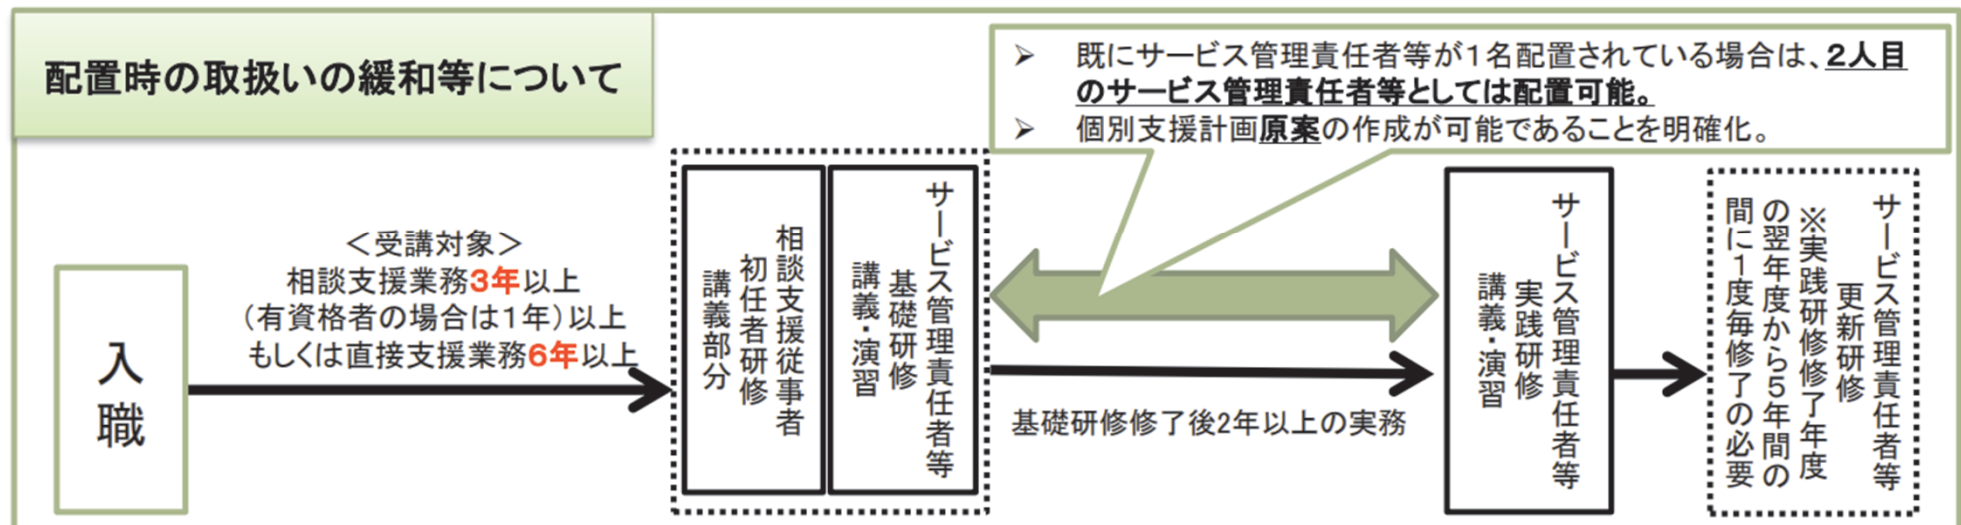 配置時の取扱いの緩和等について
➢ 既にサービス管理責任者等が1名配置されている場合は、2人目
のサービス管理責任者等としては配置可能。
➢ 個別支援計画原案の作成が可能であることを明確化。
入職
<受講対象>
相談支援業務3年以上
(有資格者の場合は1年)以上
もしくは直接支援業務6年以上
相談支援従事者
初任者研修
講義部分
サービス管理責任者等
基礎研修
講義・演習
基礎研修修了後2年以上の実務
サービス管理責任者等
実践研修
講義・演習
サービス管理責任者等
更新研修
※実践研修修了年度
の翌年度から5年間の
間に1度毎修了の必要